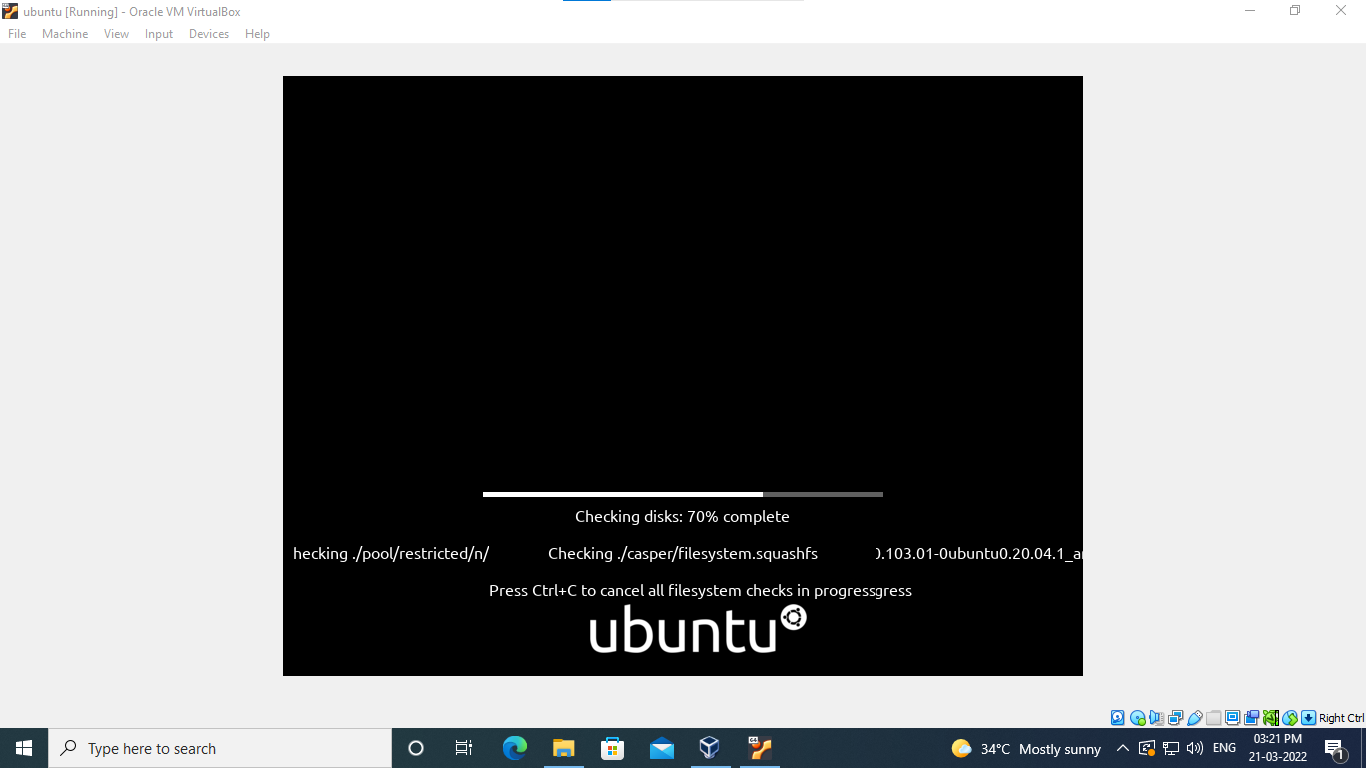 ubuntu [Running] - Oracle VM VirtualBox
File Machine View Input Devices Help
Checking disks: 70% complete
hecking ./pool/restricted/n/ Checking ./casper/filesystem.squashfs 0.103.01-0ubuntu0.20.04.1_a
Press Ctrl+C to cancel all filesystem checks in progressgress
ubuntu
Right Ctrl
Type here to search
34°C Mostly sunny
ENG
03:21 PM
21-03-2022
1